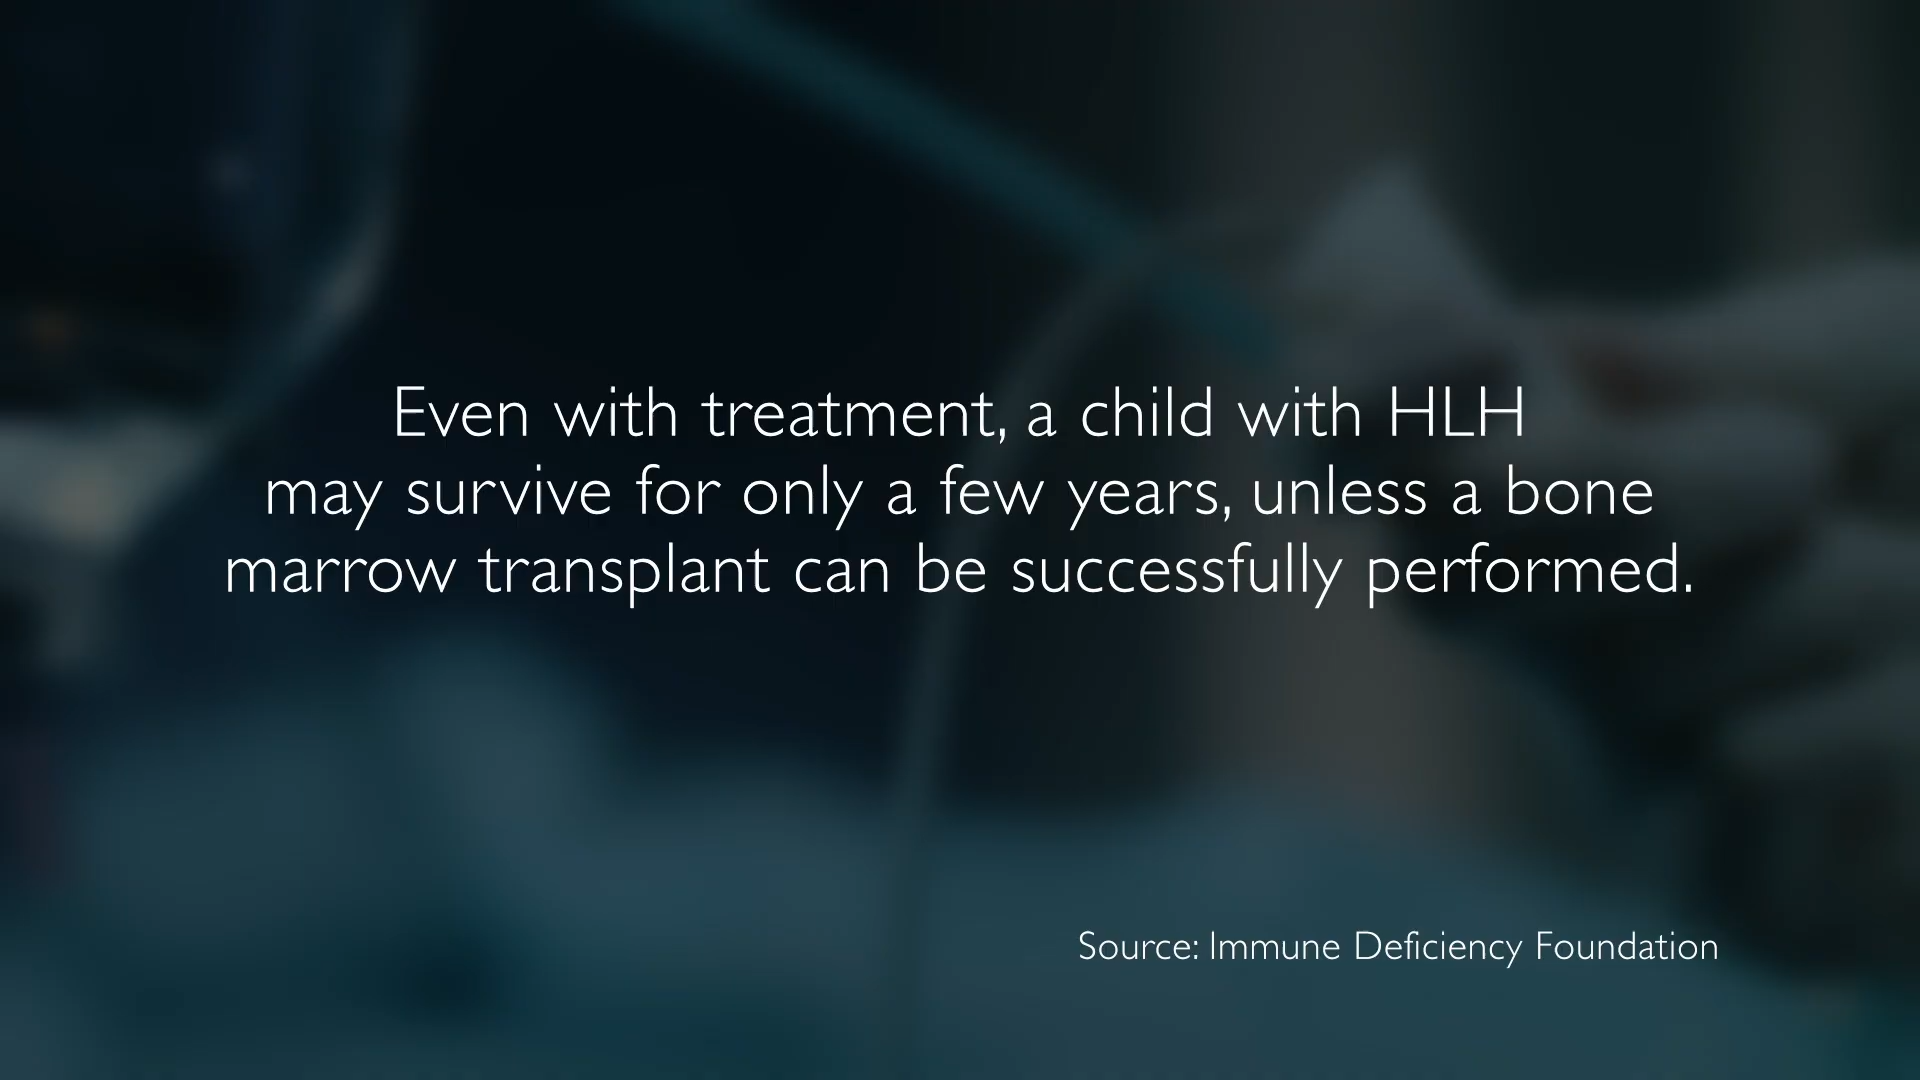 Even with treatment, a child with HLH
may survive for only a few years, unless a bone
marrow transplant can be successfully performed.
Source: Immune Deficiency Foundation